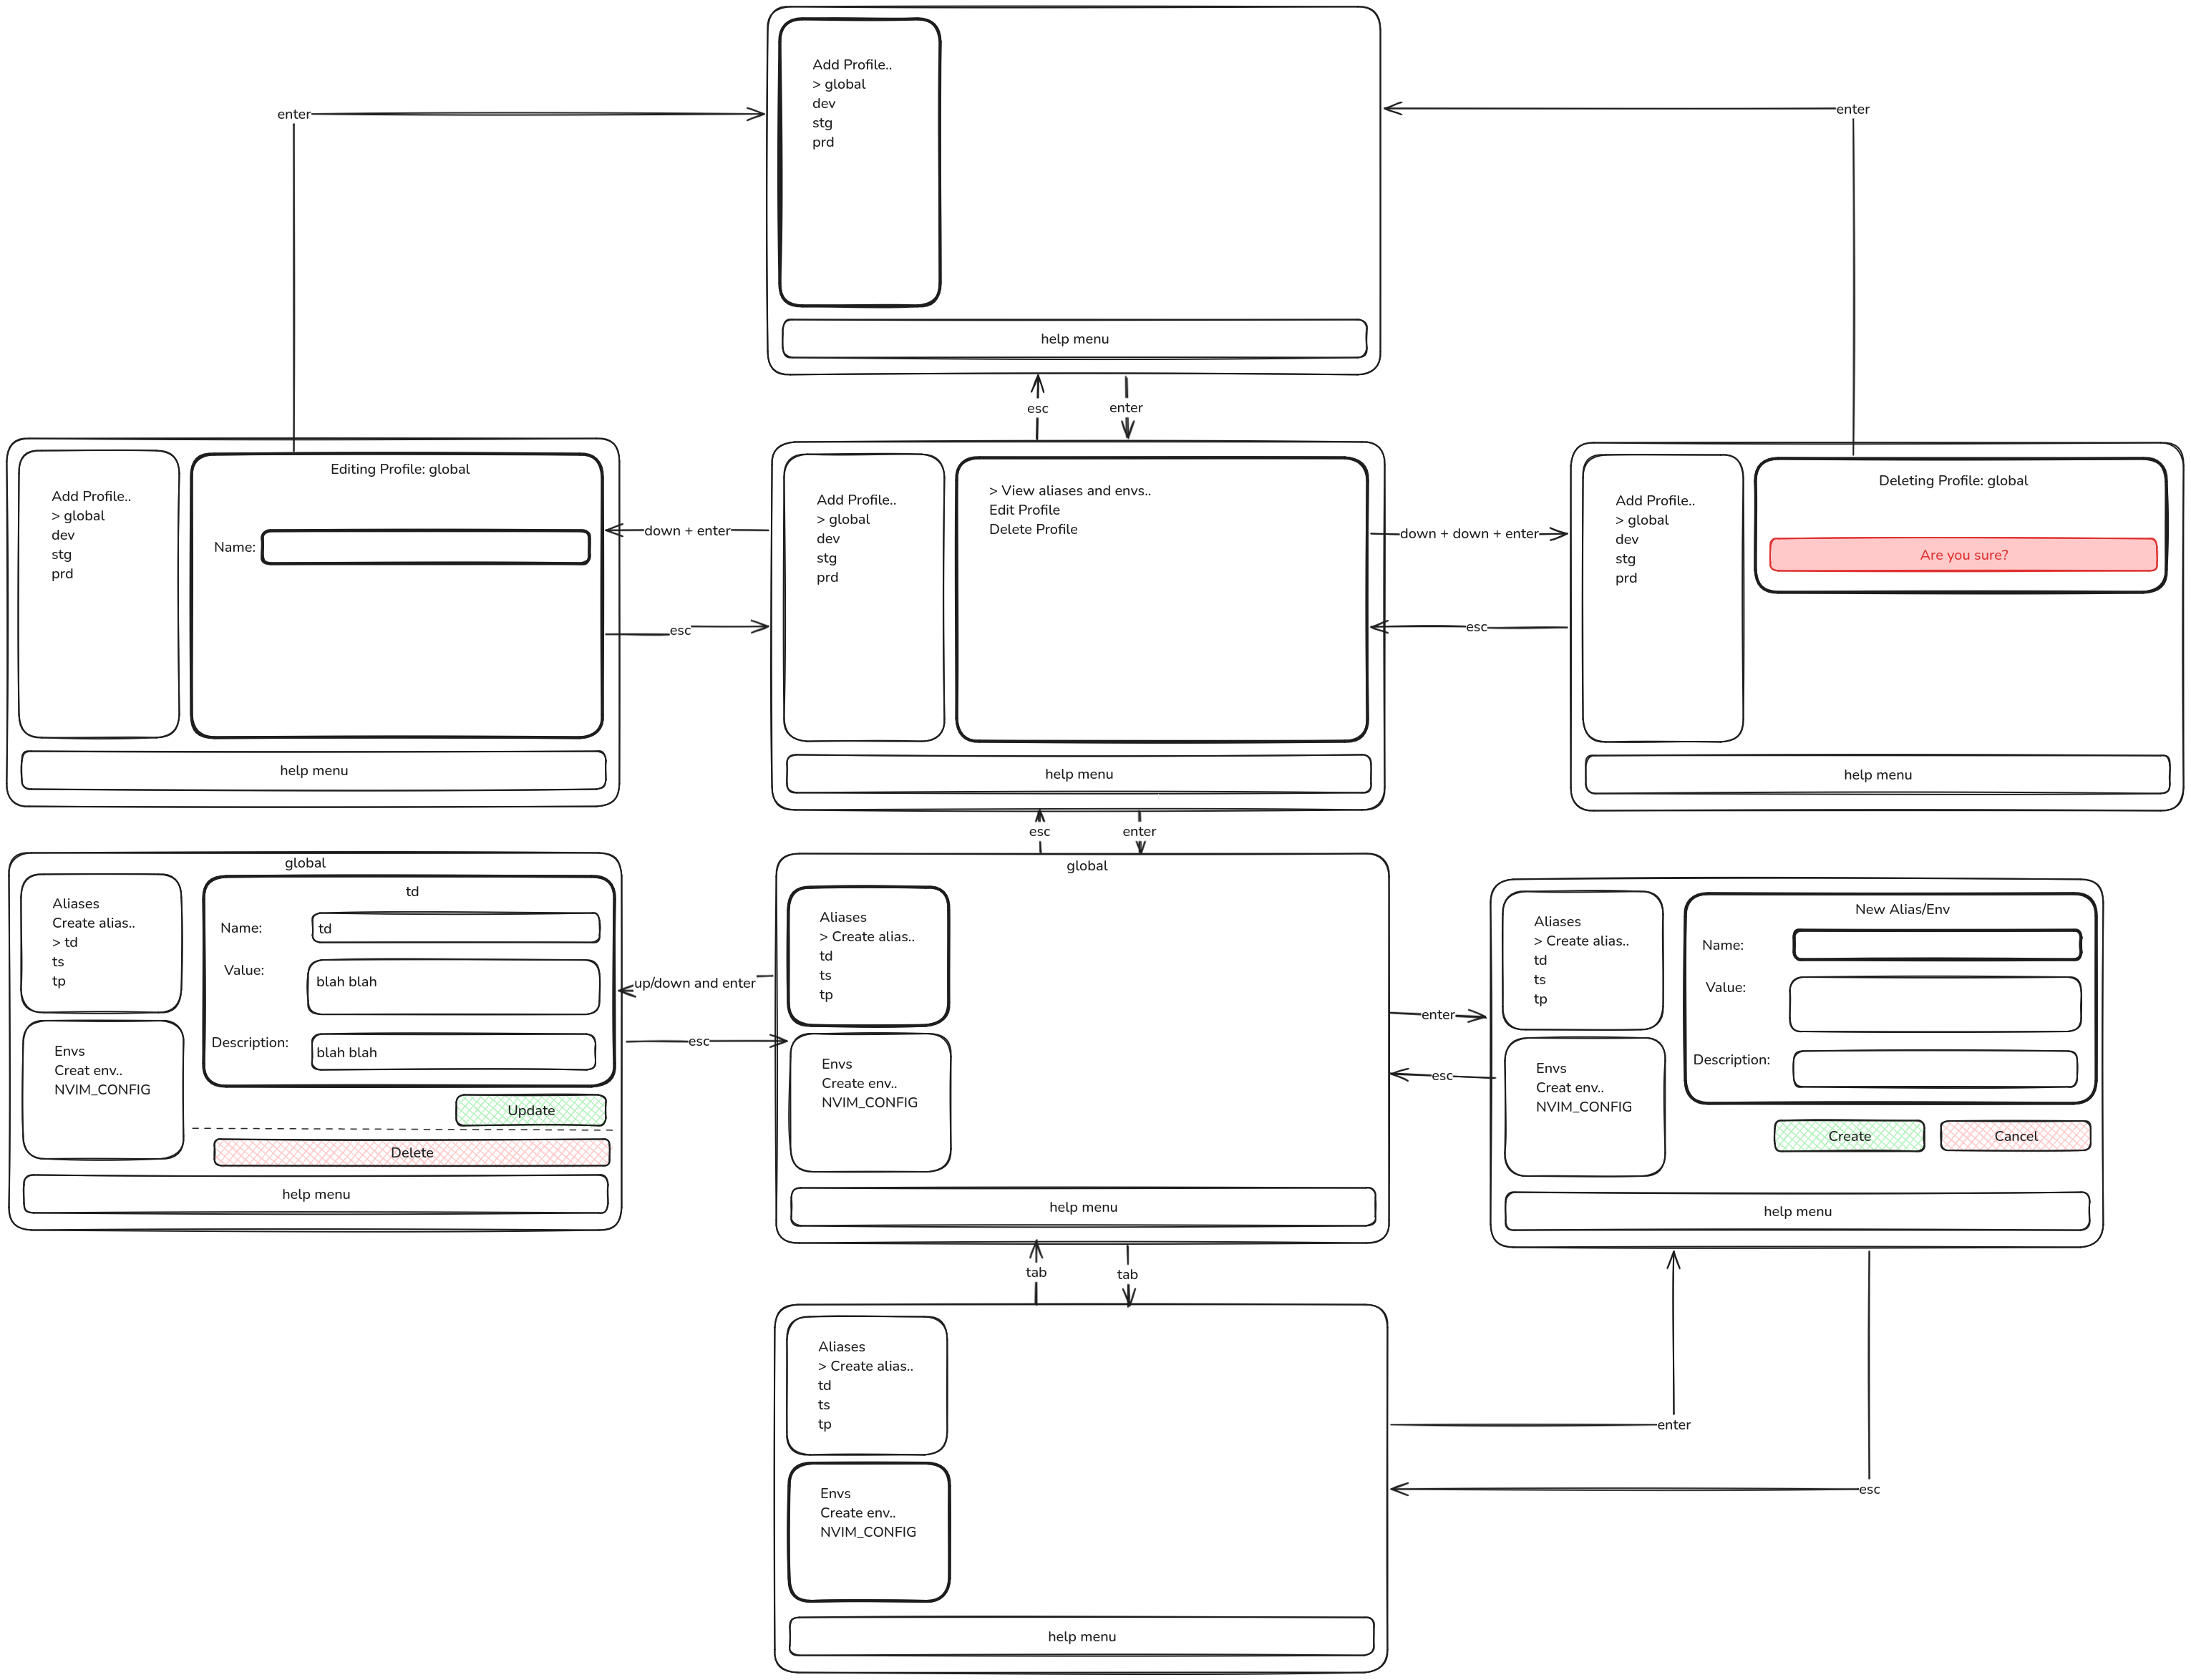 Add Profile..
> global
dev
stg
prd
help menu
enter
enter
esc
enter
Add Profile..
> global
dev
stg
prd
Editing Profile: global
Name:
help menu
down + enter
esc
Add Profile..
> global
dev
stg
prd
> View aliases and envs..
Edit Profile
Delete Profile
help menu
down + down + enter
esc
Add Profile..
> global
dev
stg
prd
Deleting Profile: global
Are you sure?
help menu
esc
enter
global
Aliases
Create alias..
> td
ts
tp
Envs
Creat env..
NVIM_CONFIG
td
Name:
td
Value:
blah blah
Description:
blah blah
Update
Delete
help menu
up/down and enter
esc
global
Aliases
> Create alias..
td
ts
tp
Envs
Create env..
NVIM_CONFIG
help menu
enter
esc
Aliases
> Create alias..
td
ts
tp
Envs
Creat env..
NVIM_CONFIG
New Alias/Env
Name:
Value:
Description:
Create
Cancel
help menu
tab
tab
Aliases
> Create alias..
td
ts
tp
Envs
Create env..
NVIM_CONFIG
help menu
enter
esc